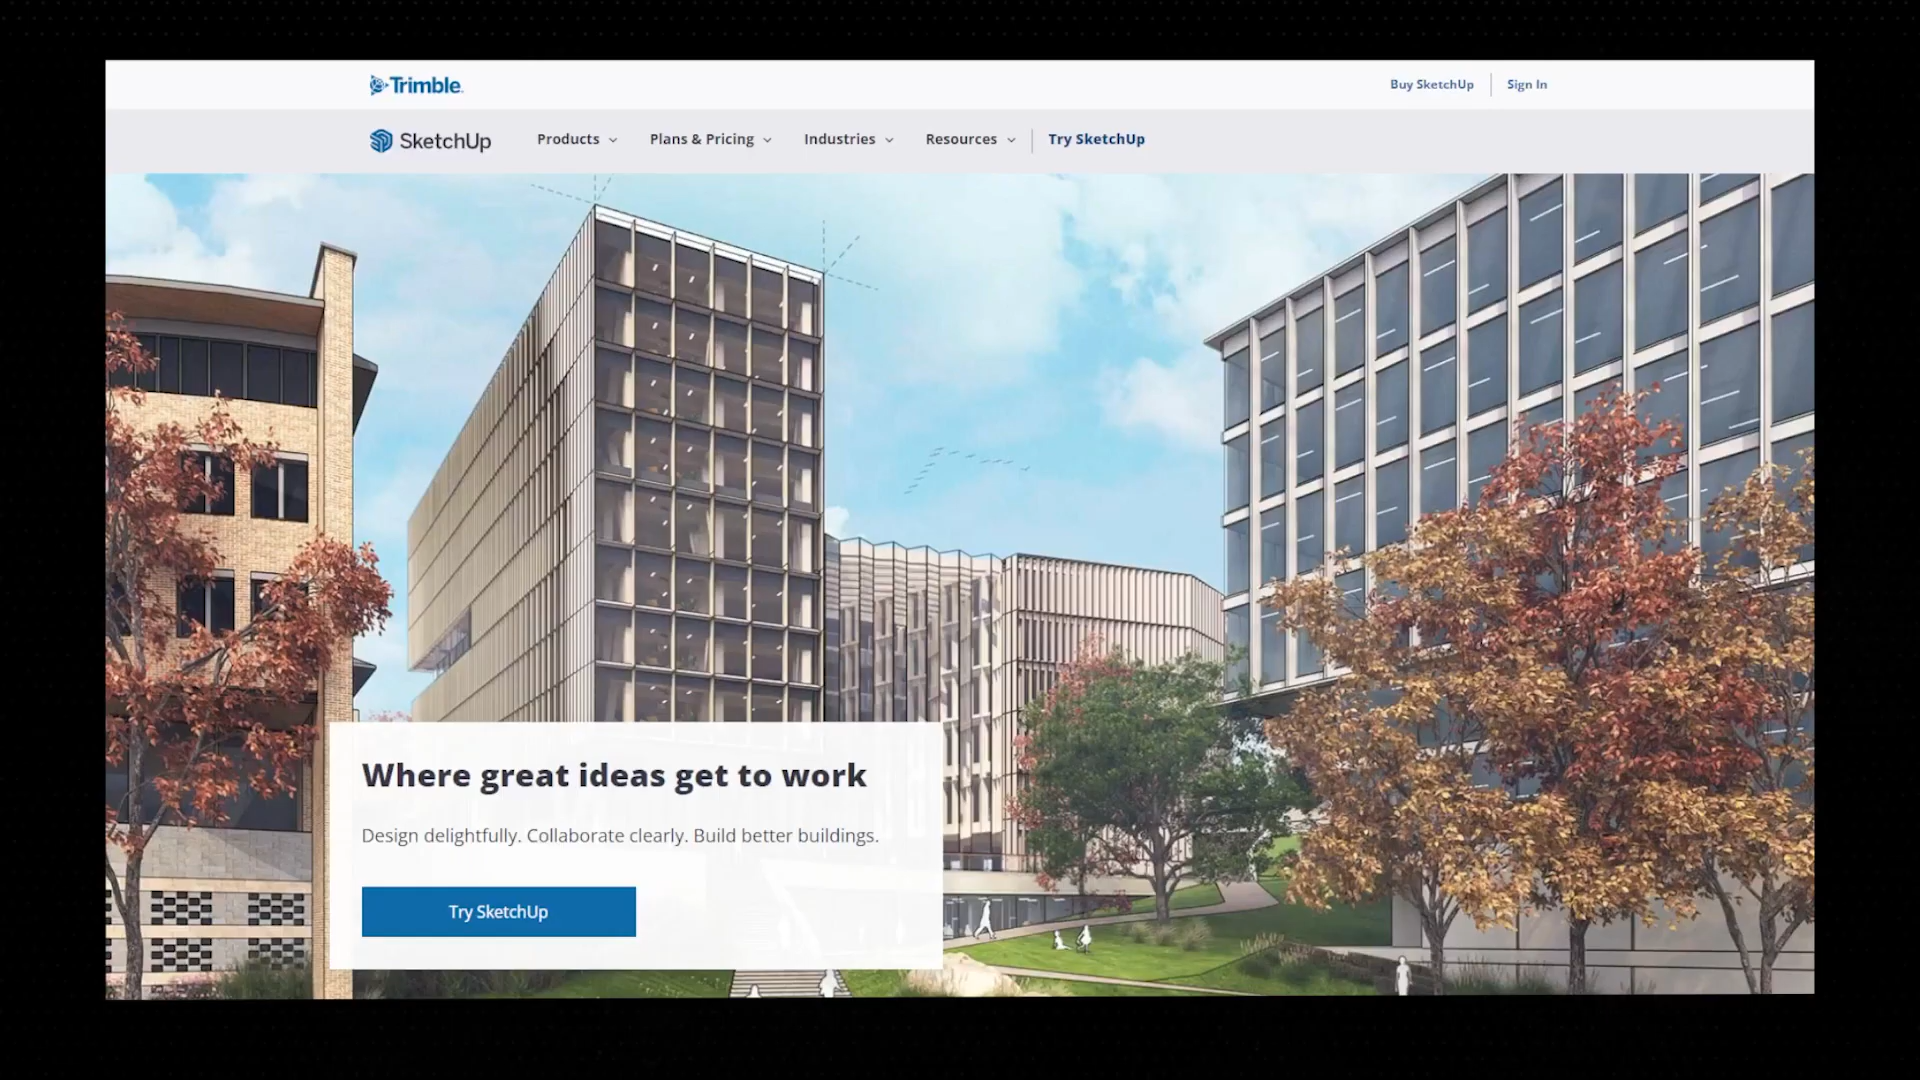 Trimble
Buy SketchUp
Sign In
SketchUp
Products
Plans & Pricing
Industries
Resources
Try SketchUp
Where great ideas get to work
Design delightfully. Collaborate clearly. Build better buildings.
Try SketchUp